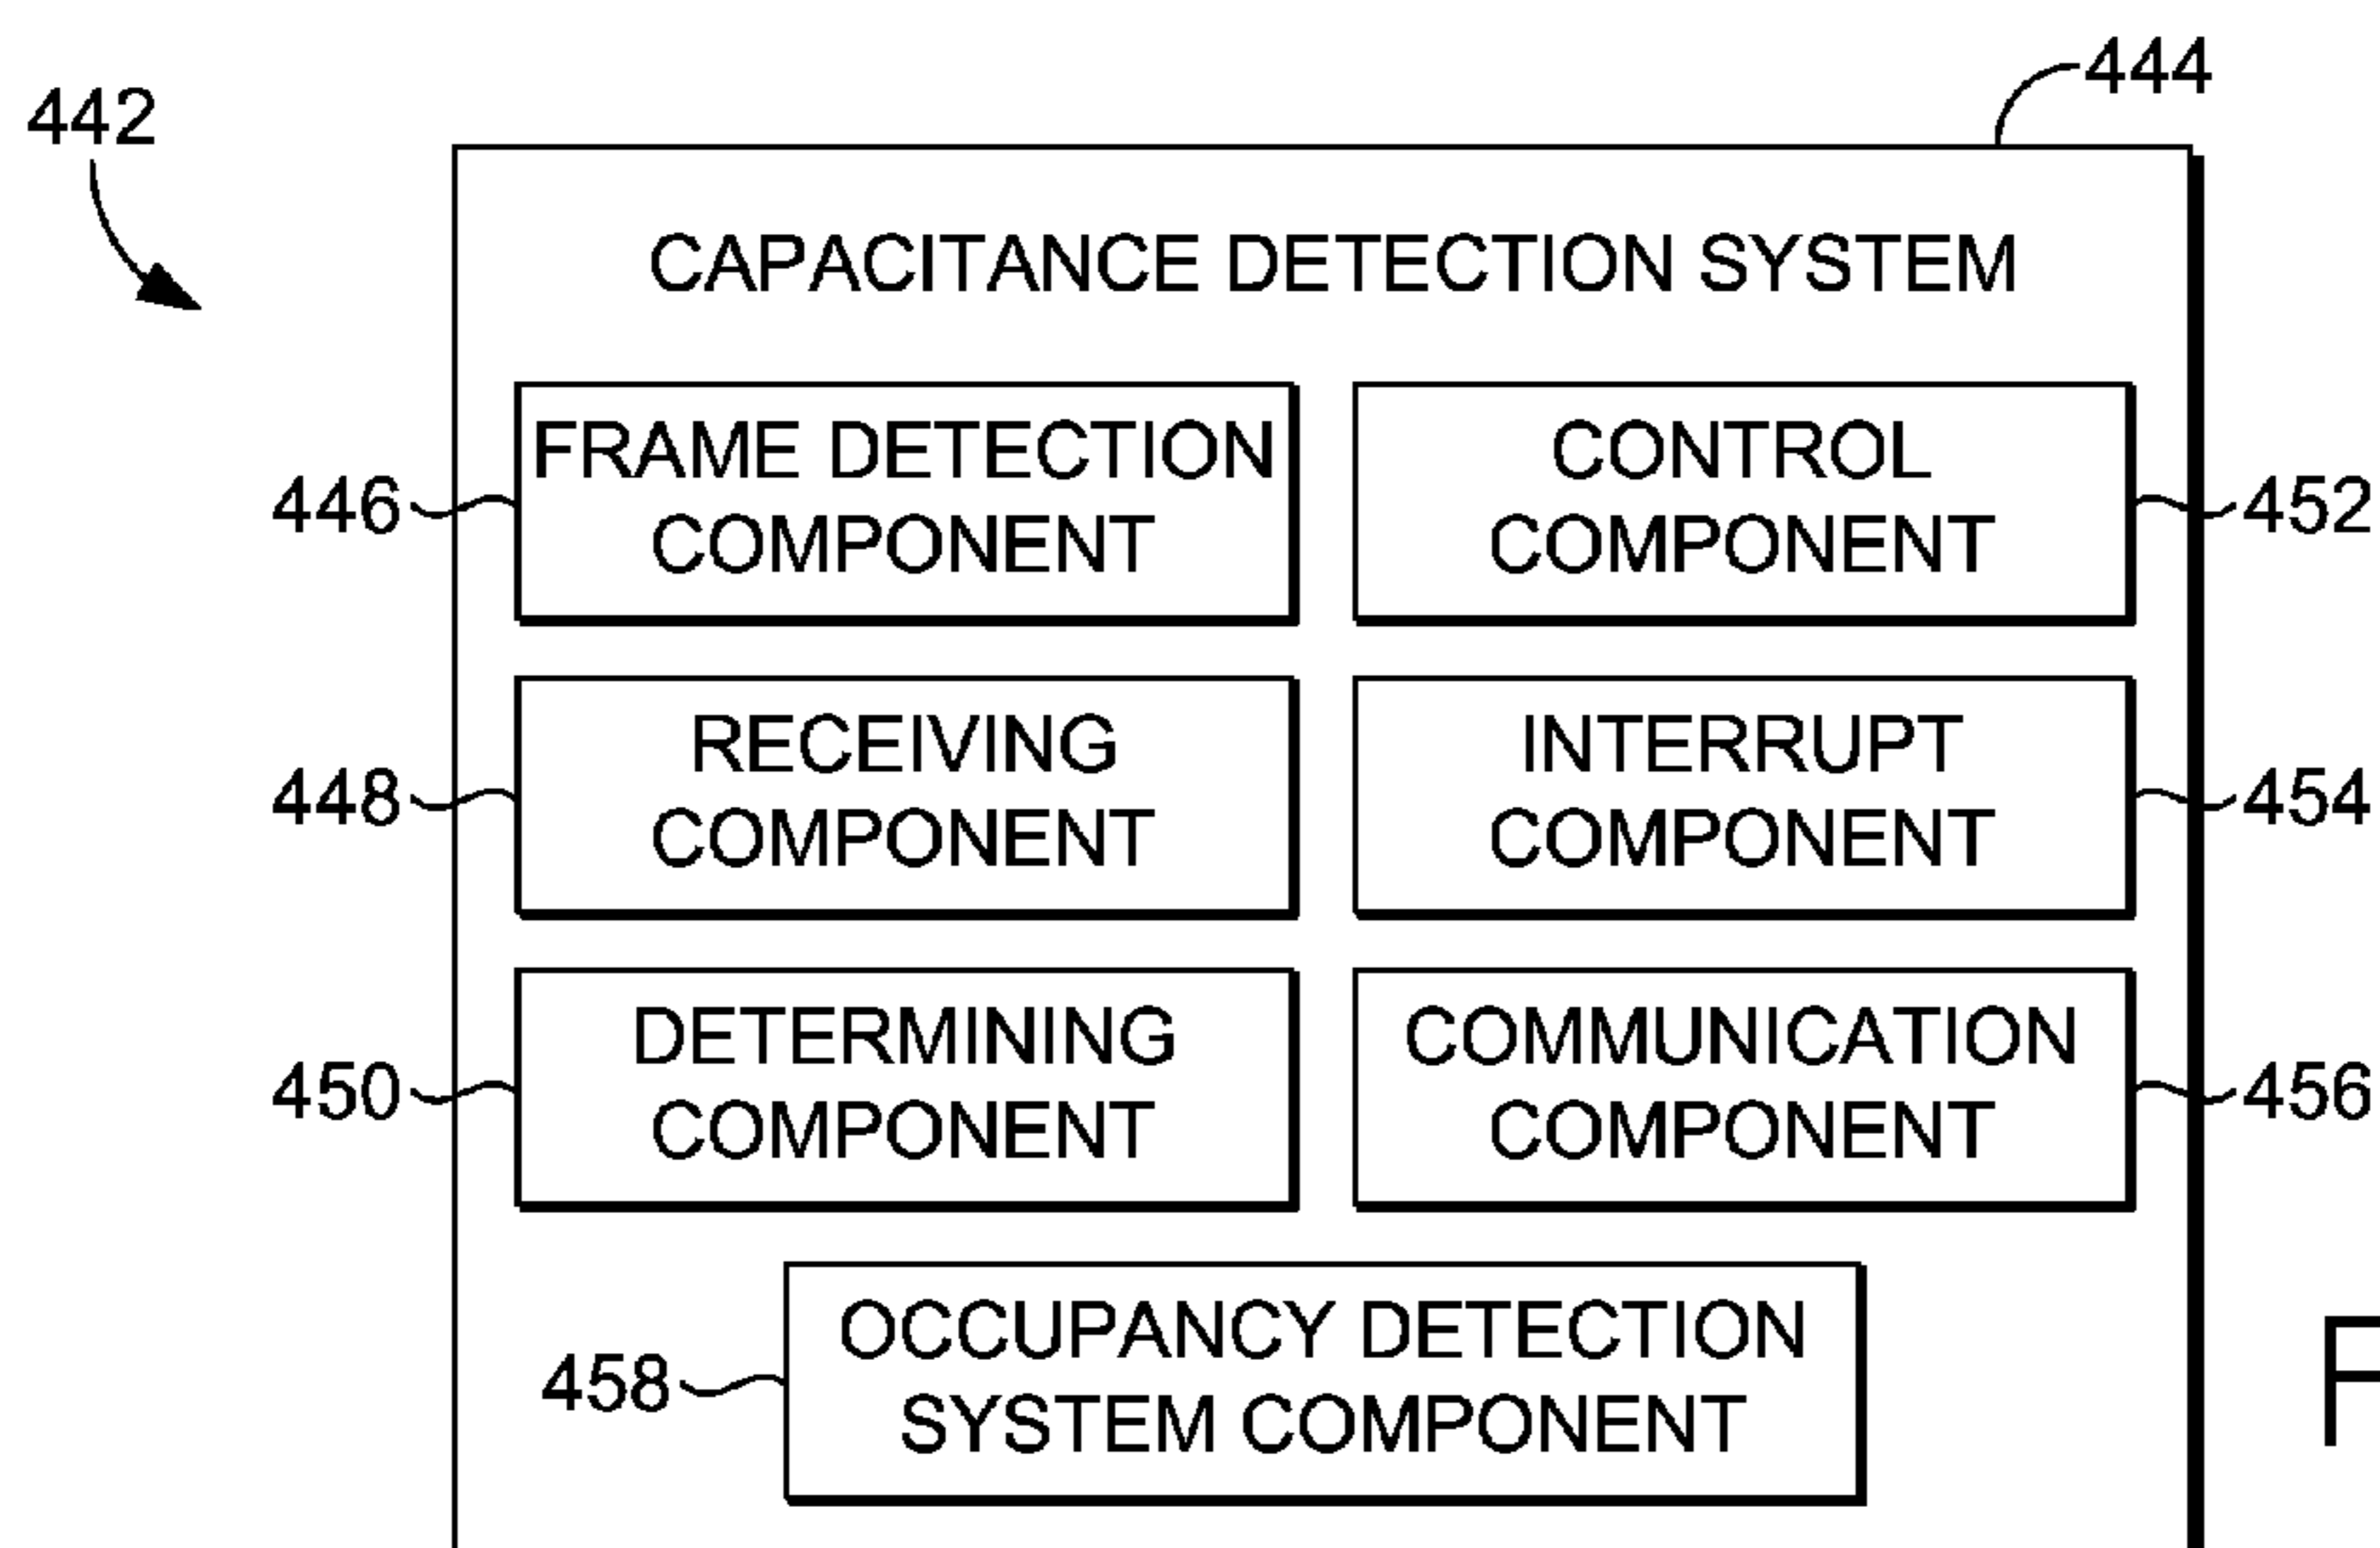 442
444
CAPACITANCE DETECTION SYSTEM
446
FRAME DETECTION
COMPONENT
CONTROL
COMPONENT
452
448
RECEIVING
COMPONENT
INTERRUPT
COMPONENT
454
450
DETERMINING
COMPONENT
COMMUNICATION
COMPONENT
456
458
OCCUPANCY DETECTION
SYSTEM COMPONENT
F